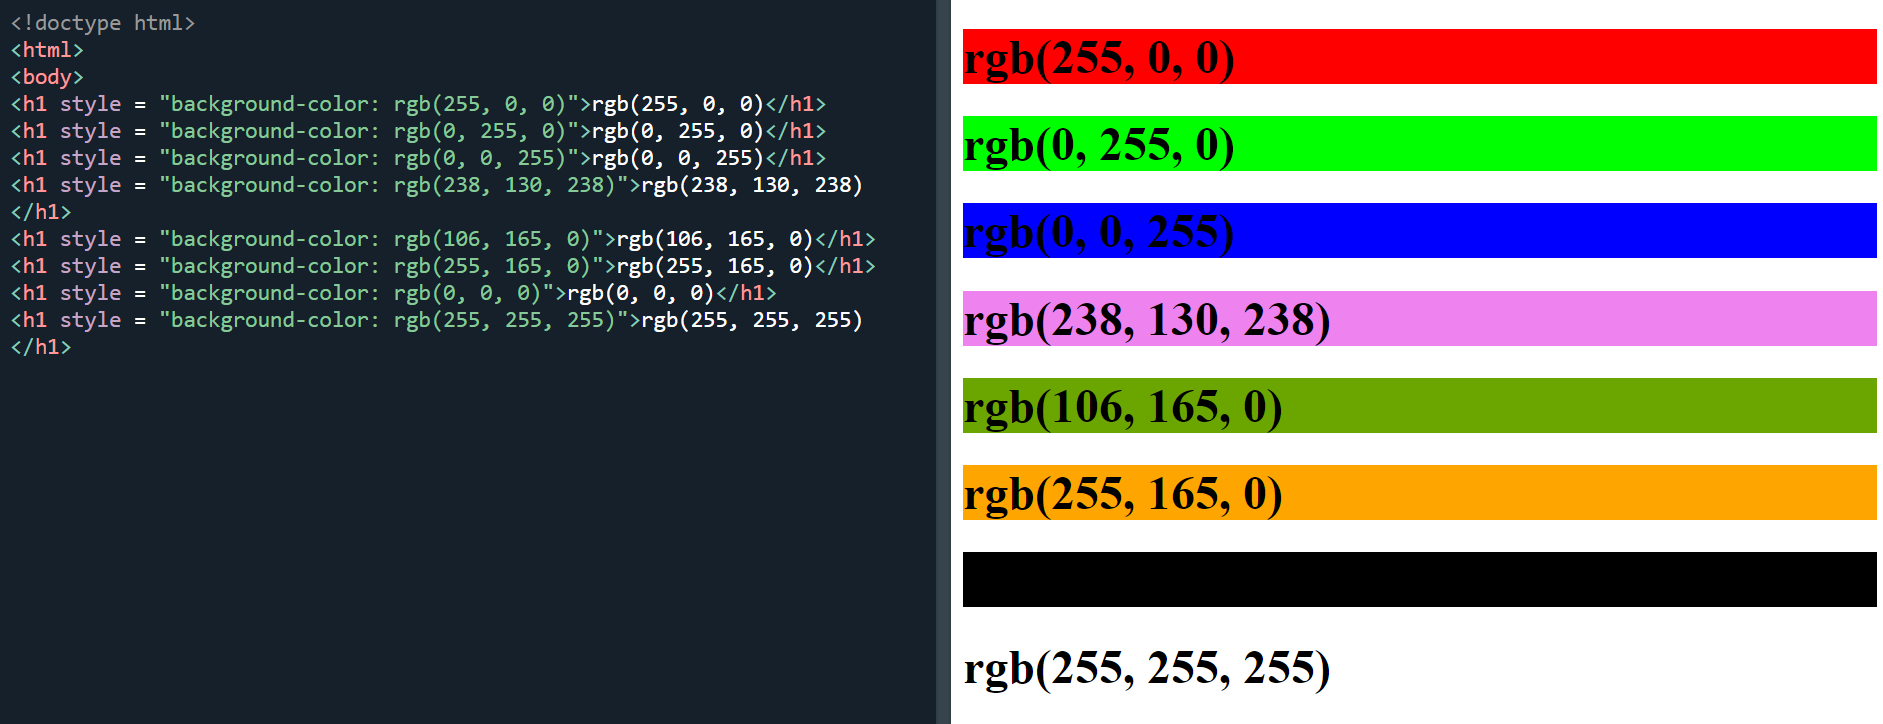 <!doctype html>
<html>
<body>
<h1 style = "background-color: rgb(255, 0, 0)">rgb(255, 0, 0)</h1>
<h1 style = "background-color: rgb(0, 255, 0)">rgb(0, 255, 0)</h1>
<h1 style = "background-color: rgb(0, 0, 255)">rgb(0, 0, 255)</h1>
<h1 style = "background-color: rgb(238, 130, 238)">rgb(238, 130, 238)
</h1>
<h1 style = "background-color: rgb(106, 165, 0)">rgb(106, 165, 0)</h1>
<h1 style = "background-color: rgb(255, 165, 0)">rgb(255, 165, 0)</h1>
<h1 style = "background-color: rgb(0, 0, 0)">rgb(0, 0, 0)</h1>
<h1 style = "background-color: rgb(255, 255, 255)">rgb(255, 255, 255)
</h1>
rgb(255, 0, 0)
rgb(0, 255, 0)
rgb(0, 0, 255)
rgb(238, 130, 238)
rgb(106, 165, 0)
rgb(255, 165, 0)
rgb(255, 255, 255)